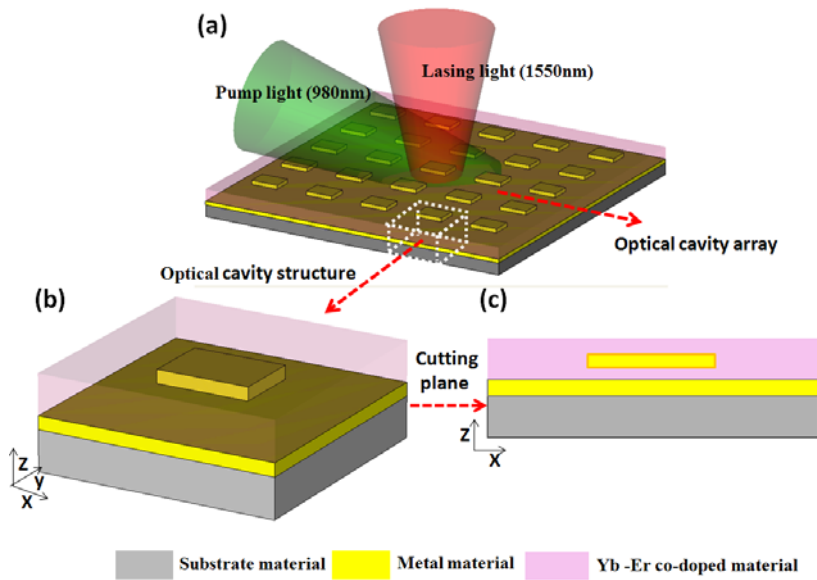 (a)
Lasing light (1550nm)
Pump light (980nm)
Optical cavity array
Optical cavity structure
(b)
(c)
Cutting
plane
Z
y
X
Z
X
Substrate material
Metal material
Yb -Er co-doped material